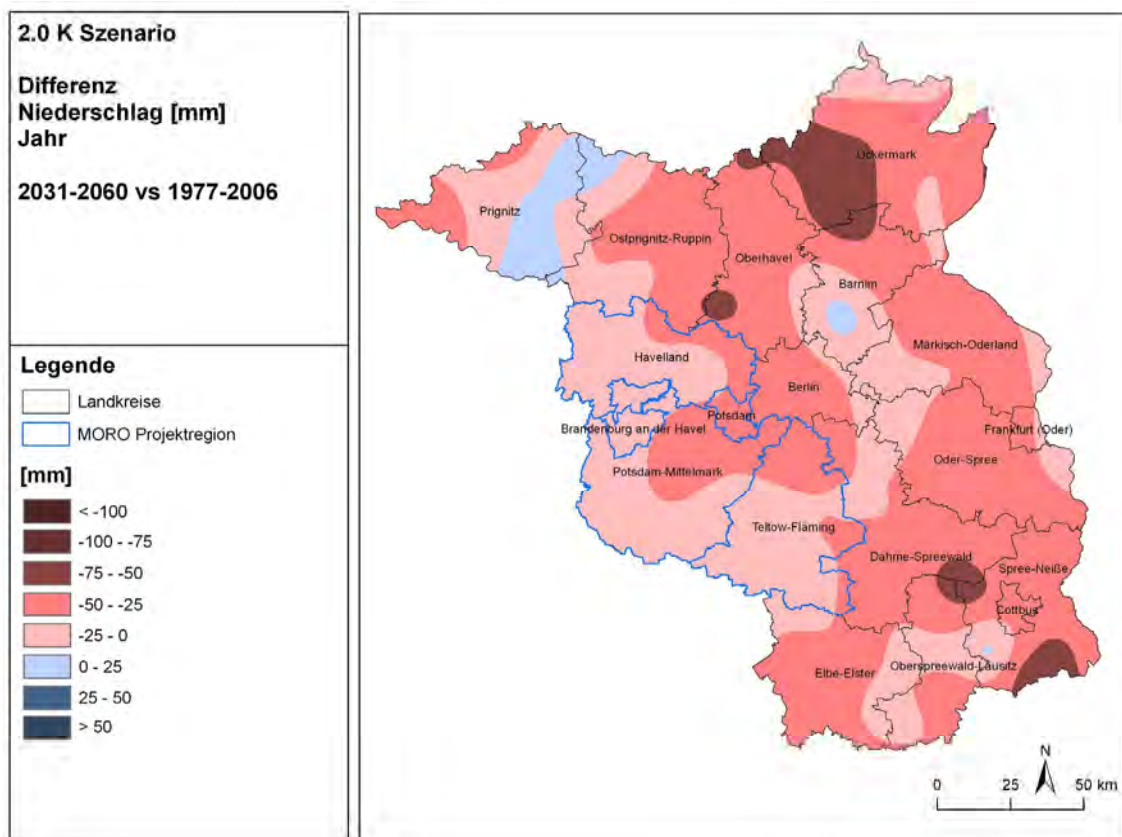 2.0 K Szenario
Differenz
Niederschlag [mm]
Jahr
2031-2060 vs 1977-2006
Legende
Landkreise
MORO Projektregion
[mm]
< -100
-100 - -75
-75 - -50
-50 - -25
-25 - 0
0 - 25
25 - 50
> 50
Uckermark
Prignitz
Ostprignitz-Ruppin
Oberhavel
Barnim
Märkisch-Oderland
Havelland
Berlin
Potsdam
Brandenburg an der Havel
Frankfurt (Oder)
Oder-Spree
Potsdam-Mittelmark
Teltow-Fläming
Dahme-Spreewald
Spree-Neiße
Cottbus
Oberspreewald-Lausitz
Elbe-Elster
N
0 25 50 km